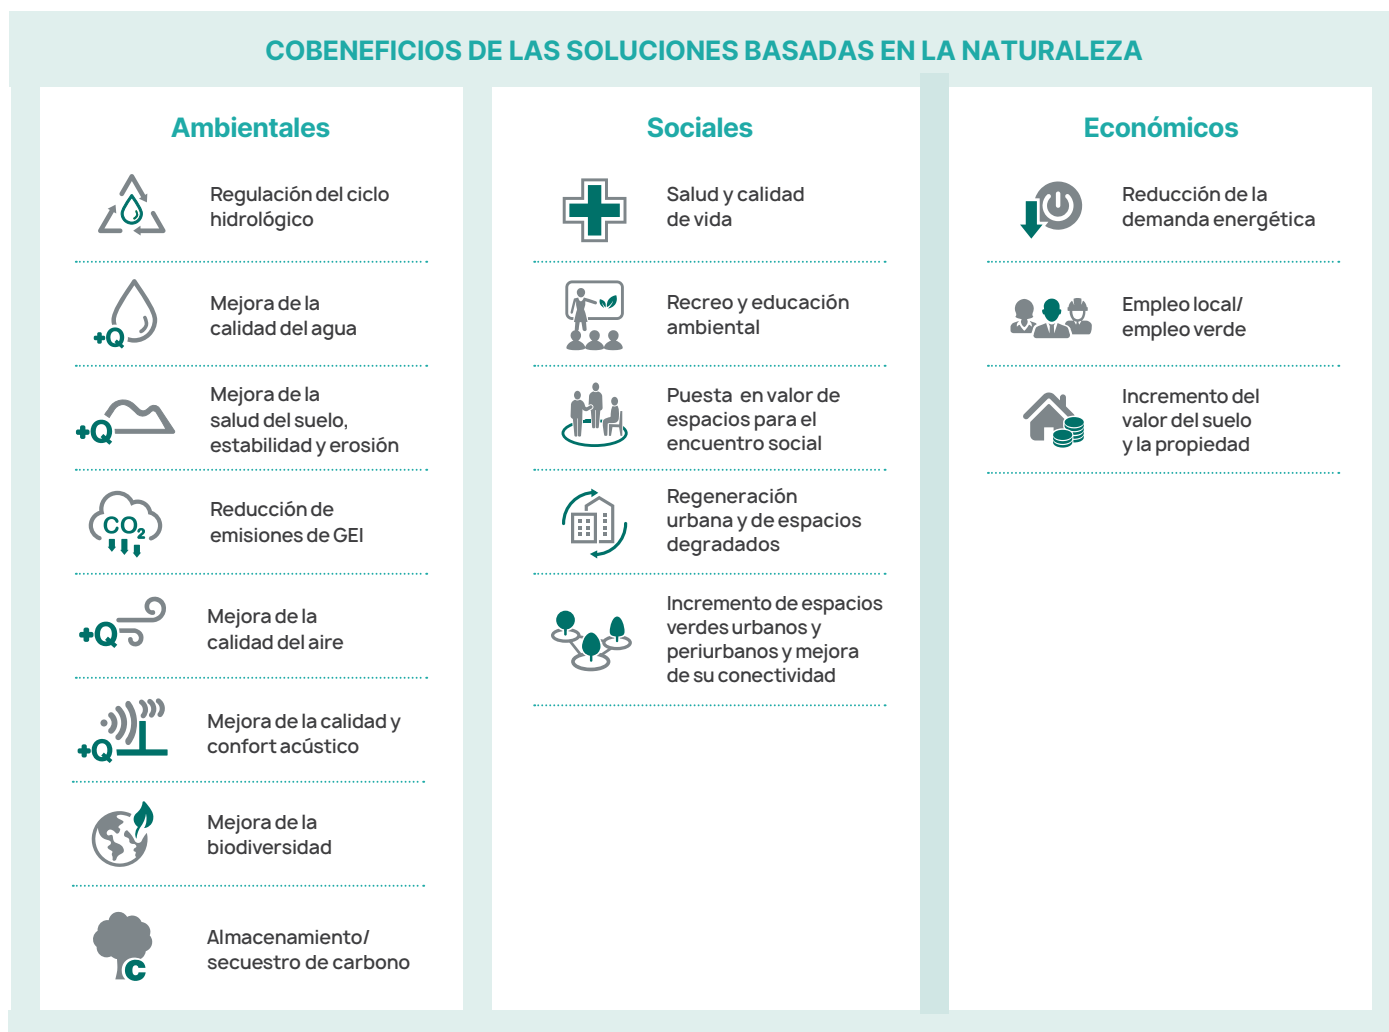 COBENEFICIOS DE LAS SOLUCIONES BASADAS EN LA NATURALEZA
Ambientales
Regulación del ciclo
hidrológico
+Q
Mejora de la
calidad del agua
+Q
Mejora de la
salud del suelo,
estabilidad y erosión
CO₂
Reducción de
emisiones de GEI
+Q
Mejora de la
calidad del aire
+Q
Mejora de la calidad y
confort acústico
Mejora de la
biodiversidad
C
Almacenamiento/
secuestro de carbono
Sociales
Salud y calidad
de vida
Recreo y educación
ambiental
Puesta en valor de
espacios para el
encuentro social
Regeneración
urbana y de espacios
degradados
Incremento de espacios
verdes urbanos y
periurbanos y mejora
de su conectividad
Económicos
Reducción de la
demanda energética
Empleo local/
empleo verde
Incremento del
valor del suelo
y la propiedad